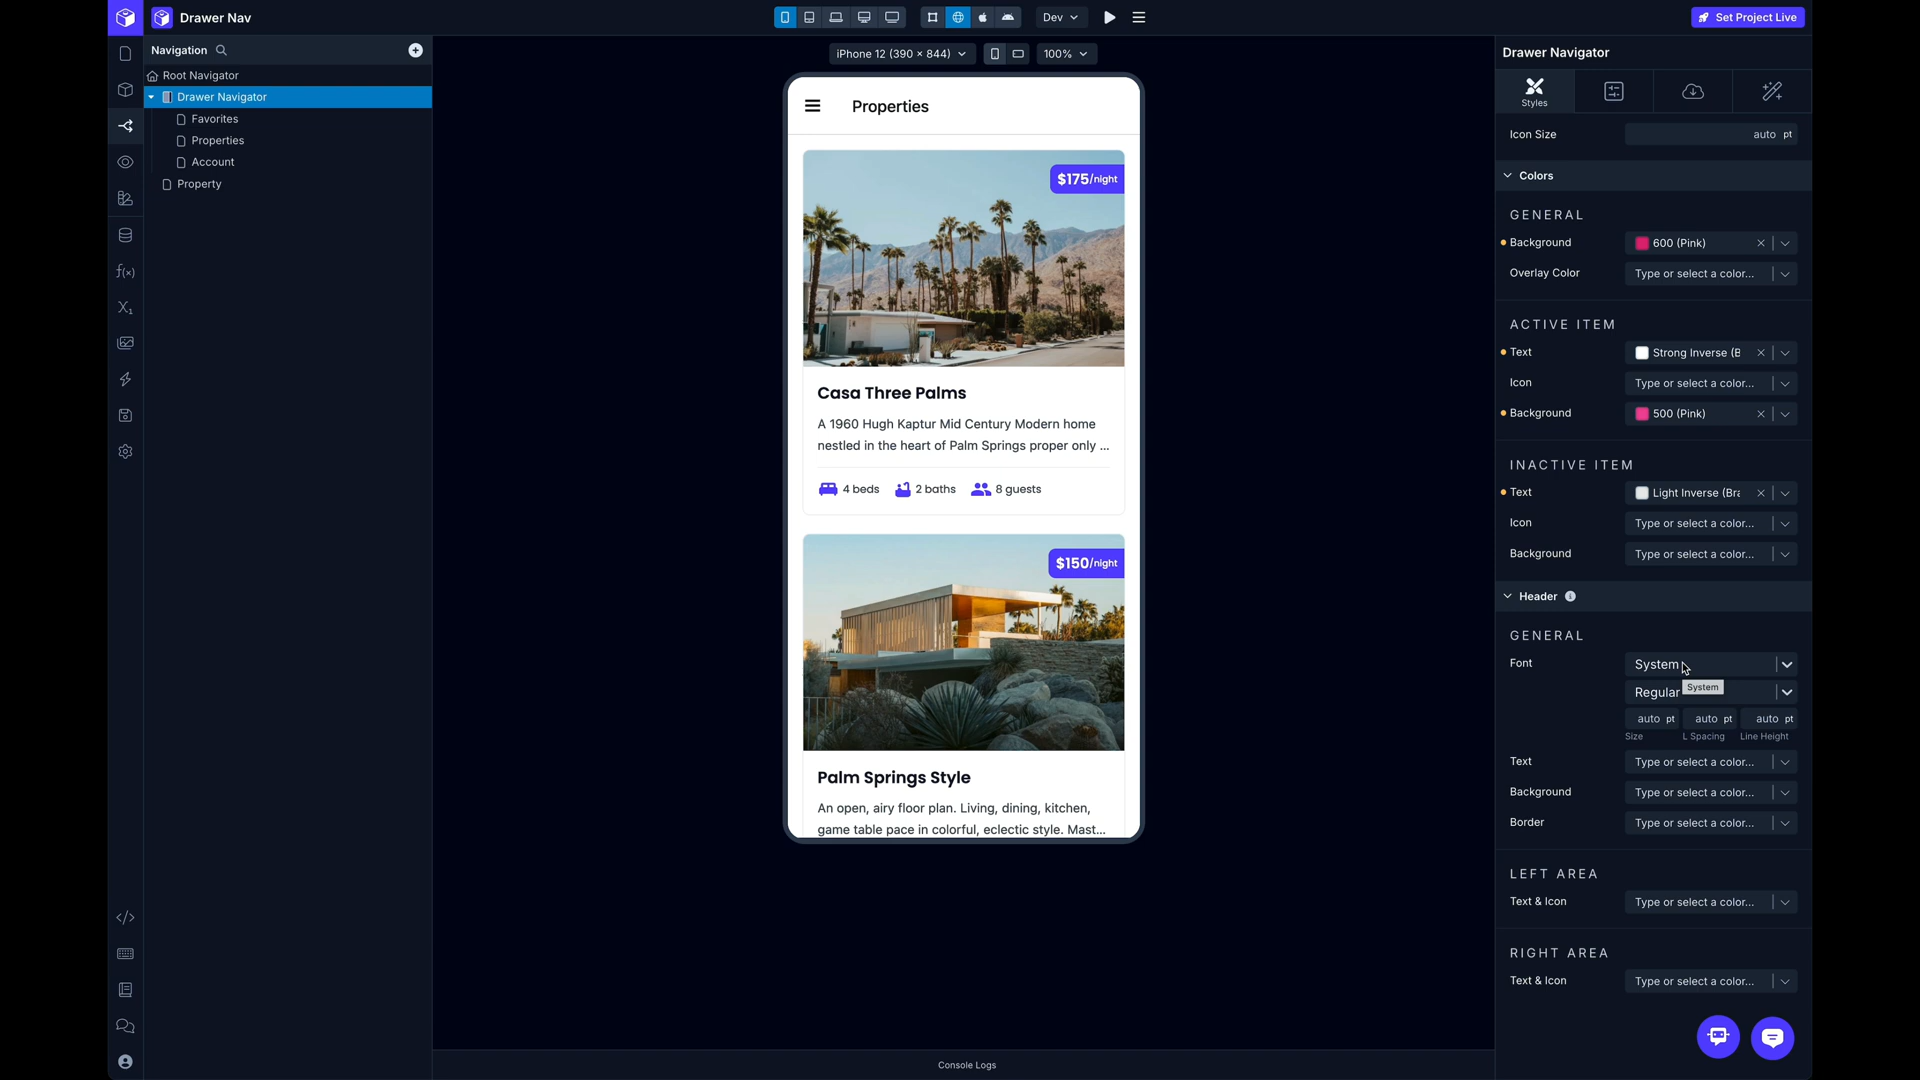 Drawer Nav
Dev
Set Project Live
Navigation
Root Navigator
Drawer Navigator
Favorites
Properties
Account
Property
f(x)
X1
iPhone 12 (390 × 844)
100%
Properties
$175/night
Casa Three Palms
A 1960 Hugh Kaptur Mid Century Modern home
nestled in the heart of Palm Springs proper only ...
4 beds 2 baths 8 guests
$150/night
Palm Springs Style
An open, airy floor plan. Living, dining, kitchen,
game table pace in colorful, eclectic style. Mast...
Console Logs
Drawer Navigator
Styles
Icon Size auto pt
Colors
GENERAL
Background 600 (Pink)
Overlay Color Type or select a color...
ACTIVE ITEM
Text Strong Inverse (B
Icon Type or select a color...
Background 500 (Pink)
INACTIVE ITEM
Text Light Inverse (Bra
Icon Type or select a color...
Background Type or select a color...
Header
GENERAL
Font System
System
Regular
auto pt auto pt auto pt
Size L Spacing Line Height
Text Type or select a color...
Background Type or select a color...
Border Type or select a color...
LEFT AREA
Text & Icon Type or select a color...
RIGHT AREA
Text & Icon Type or select a color...